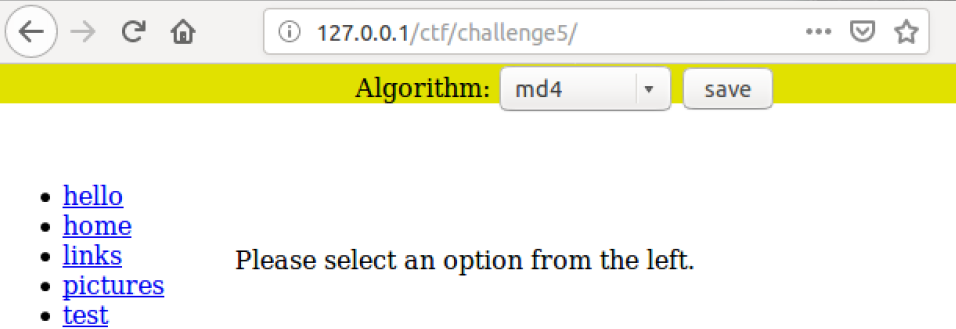 127.0.0.1/ctf/challenge5/
Algorithm: md4 save
hello
home
links
Please select an option from the left.
pictures
test